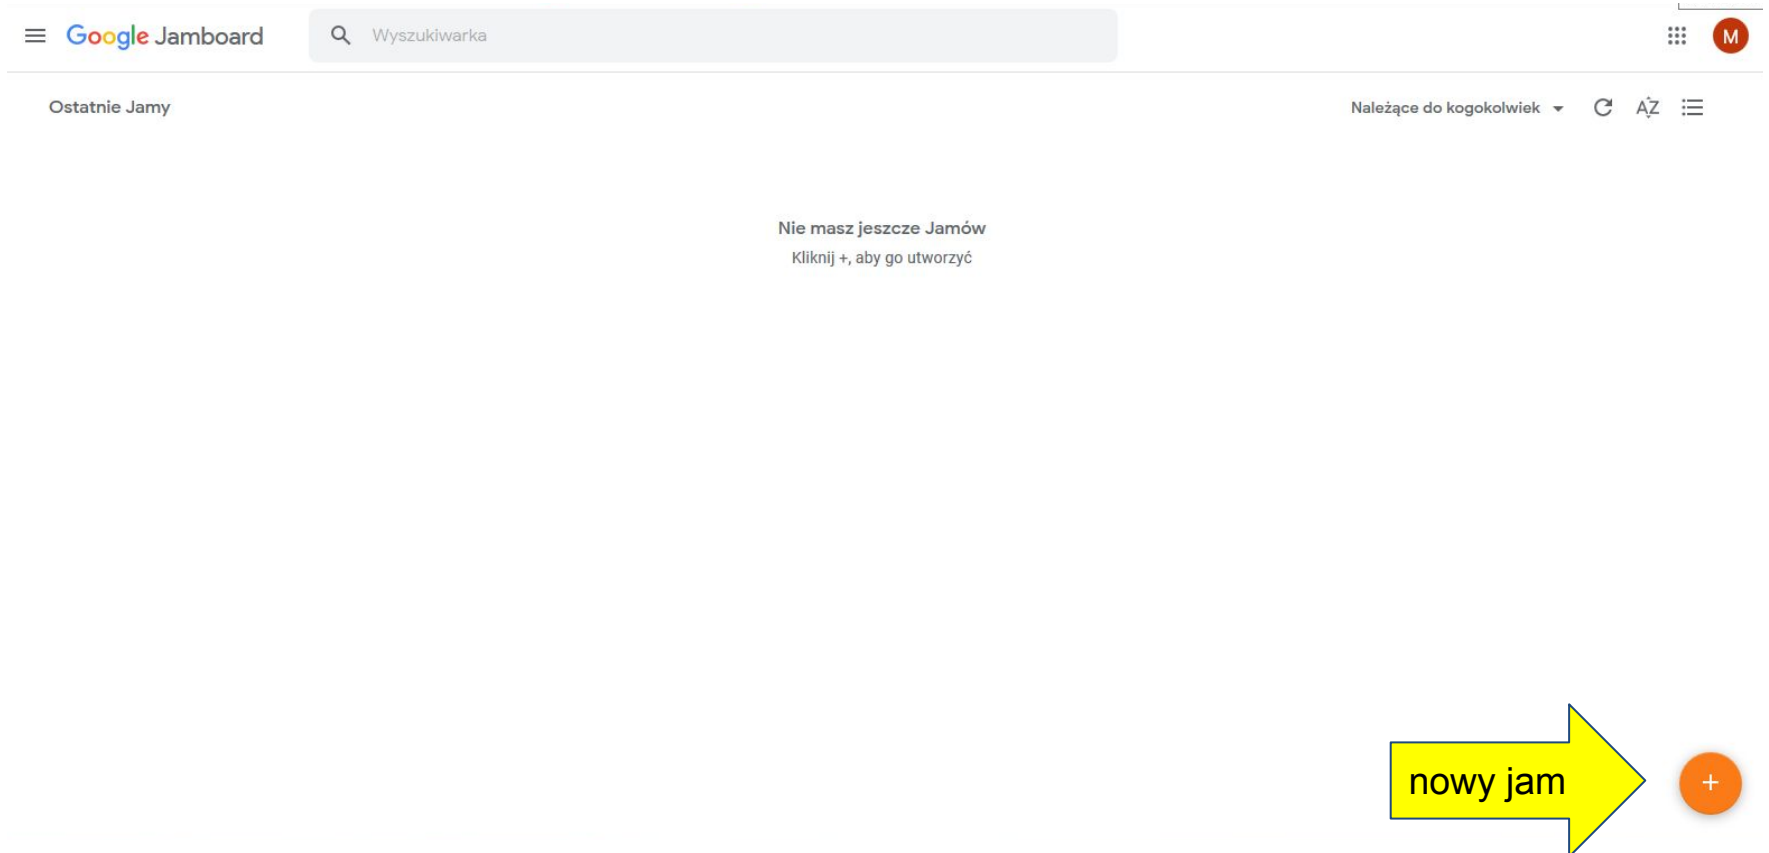 Google Jamboard
Wyszukiwarka
M
Ostatnie Jamy
Należące do kogokolwiek
AZ
Nie masz jeszcze Jamów
Kliknij +, aby go utworzyć
nowy jam
+